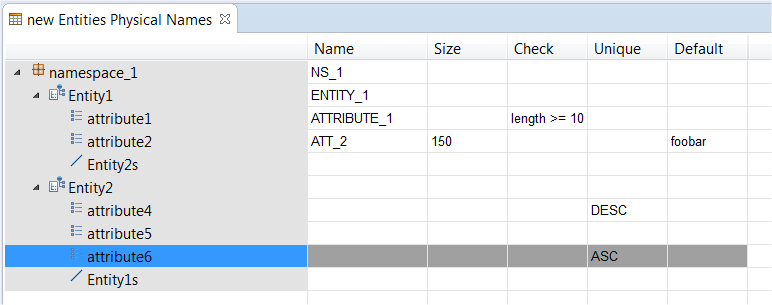 new Entities Physical Names
Name Size Check Unique Default
namespace_1 NS_1
Entity1 ENTITY_1
attribute1 ATTRIBUTE_1 length >= 10
attribute2 ATT_2 150 foobar
Entity2s
Entity2
attribute4 DESC
attribute5
attribute6 ASC
Entity1s